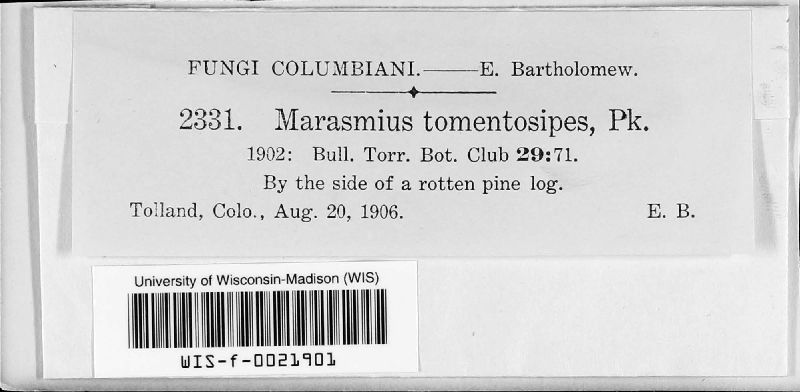 FUNGI COLUMBIANI.——E. Bartholomew.
2331. Marasmius tomentosipes, Pk.
1902: Bull. Torr. Bot. Club 29:71.
By the side of a rotten pine log.
Tolland, Colo., Aug. 20, 1906. E. B.
University of Wisconsin-Madison (WIS)
WIS-f-0021901